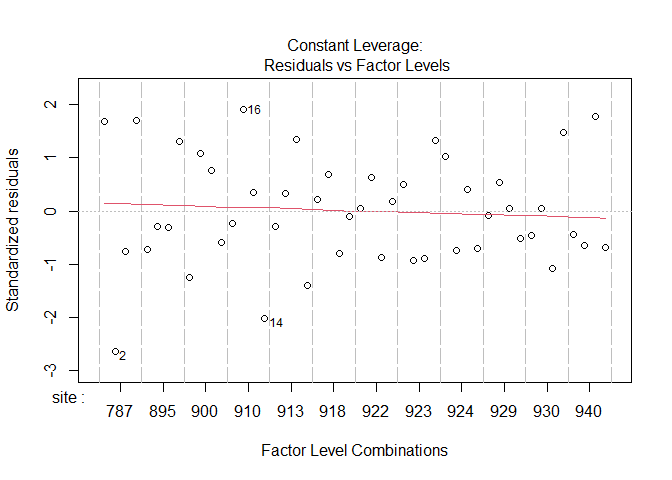 Constant Leverage:
Residuals vs Factor Levels
Standardized residuals
2
1
0
-1
-2
-3
16
14
2
site :
787 895 900 910 913 918 922 923 924 929 930 940
Factor Level Combinations